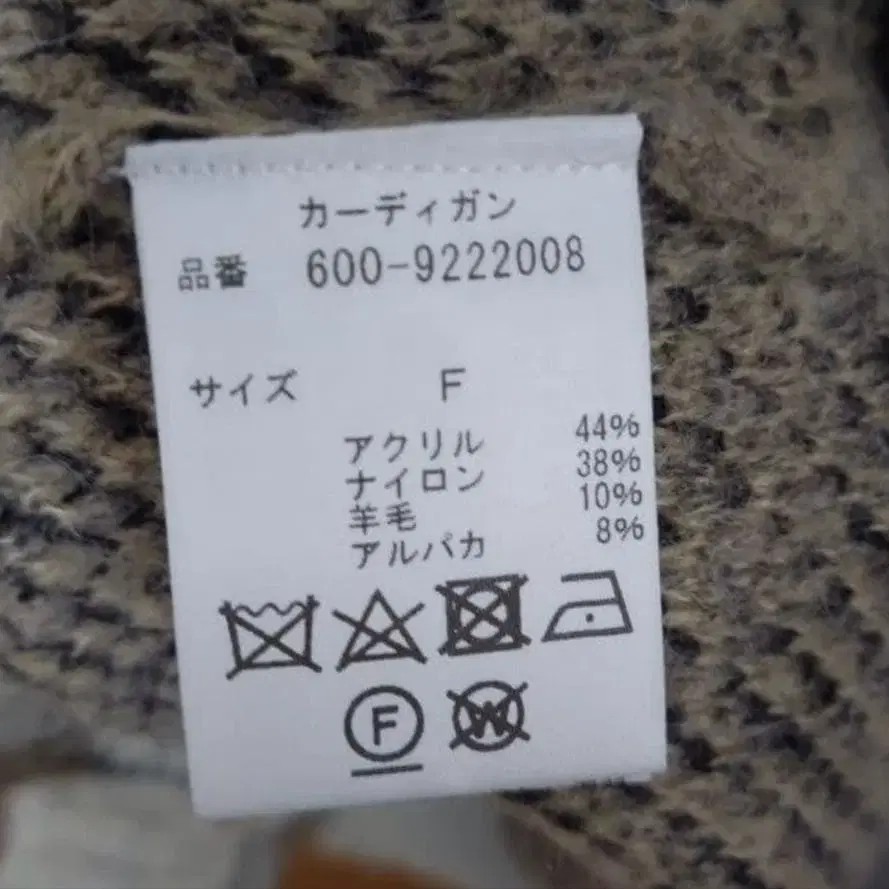 カーディガン
品番 600-9222008
サイズ F
アクリル 44%
ナイロン 38%
羊毛 10%
アルパカ 8%
F W